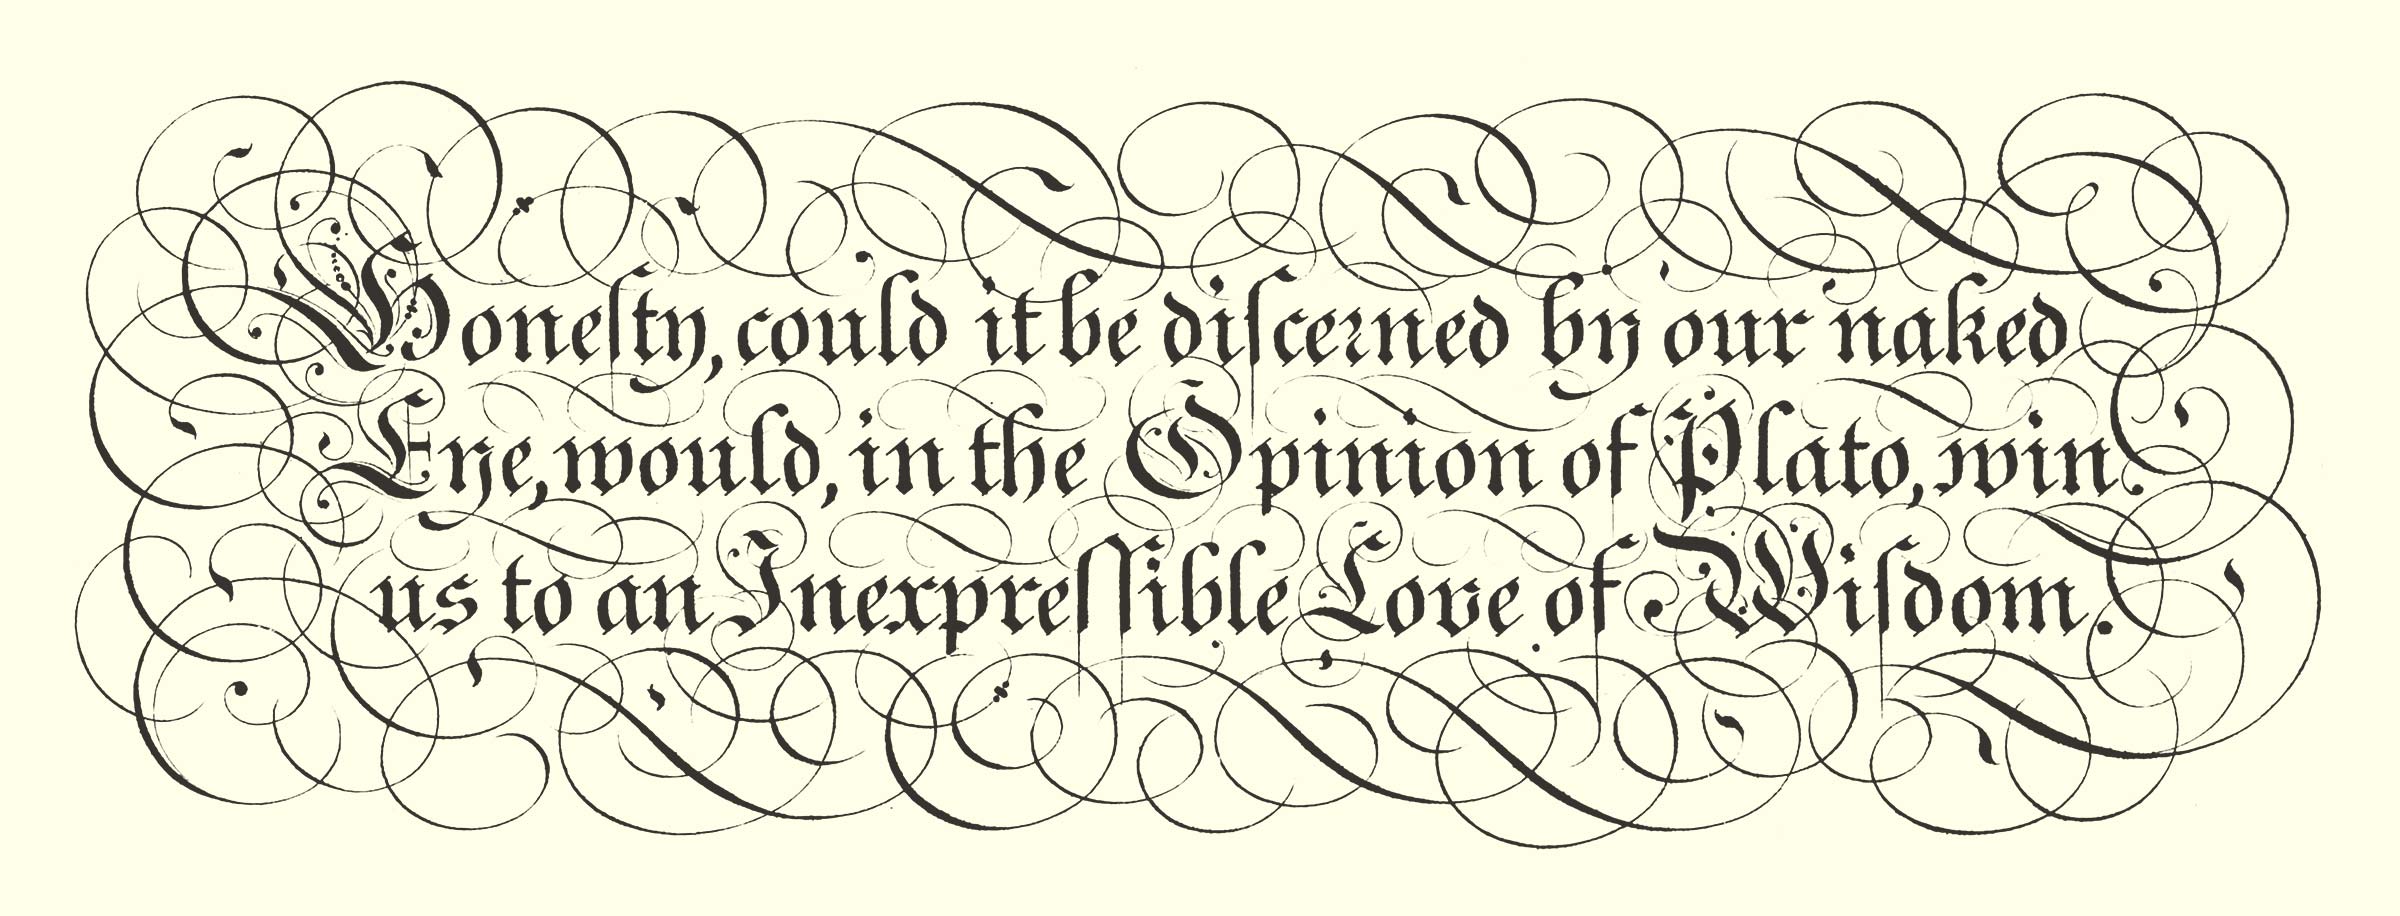 Honeſty, could it be diſcerned by our naked
Eye, would, in the Opinion of Plato, win
us to an Inexpreſſible Love of Wiſdom.